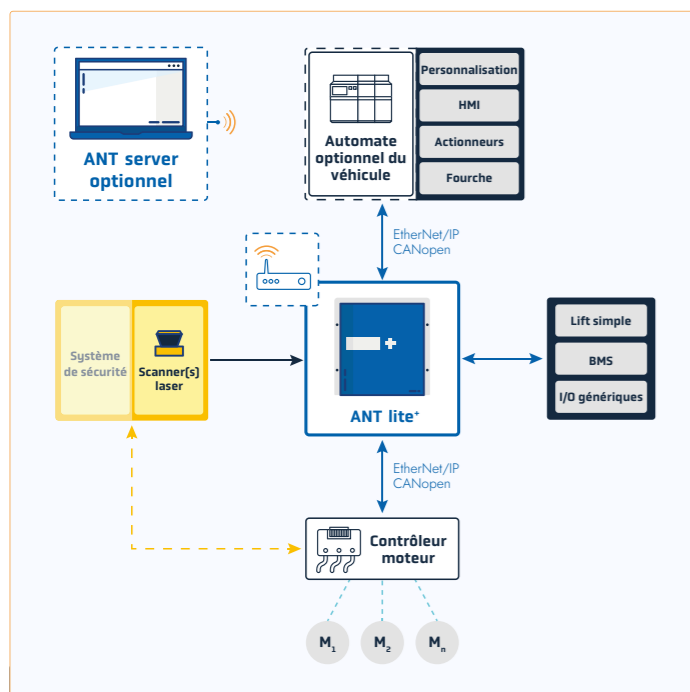 ANT server
optionnel
Automate
optionnel du
véhicule
Personnalisation
HMI
Actionneurs
Fourche
EtherNet/IP
CANopen
Système
de sécurité
Scanner(s)
laser
ANT lite⁺
Lift simple
BMS
I/O génériques
EtherNet/IP
CANopen
Contrôleur
moteur
M₁
M₂
Mₙ